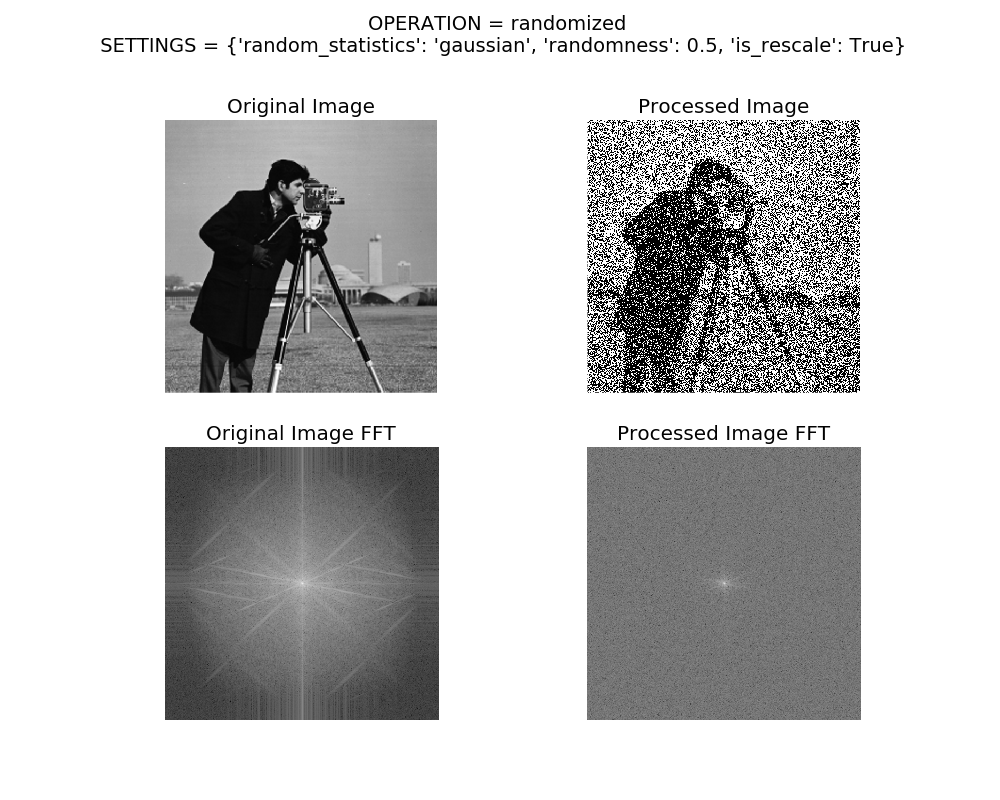 OPERATION = randomized
SETTINGS = {'random_statistics': 'gaussian', 'randomness': 0.5, 'is_rescale': True}
Original Image
Processed Image
Original Image FFT
Processed Image FFT